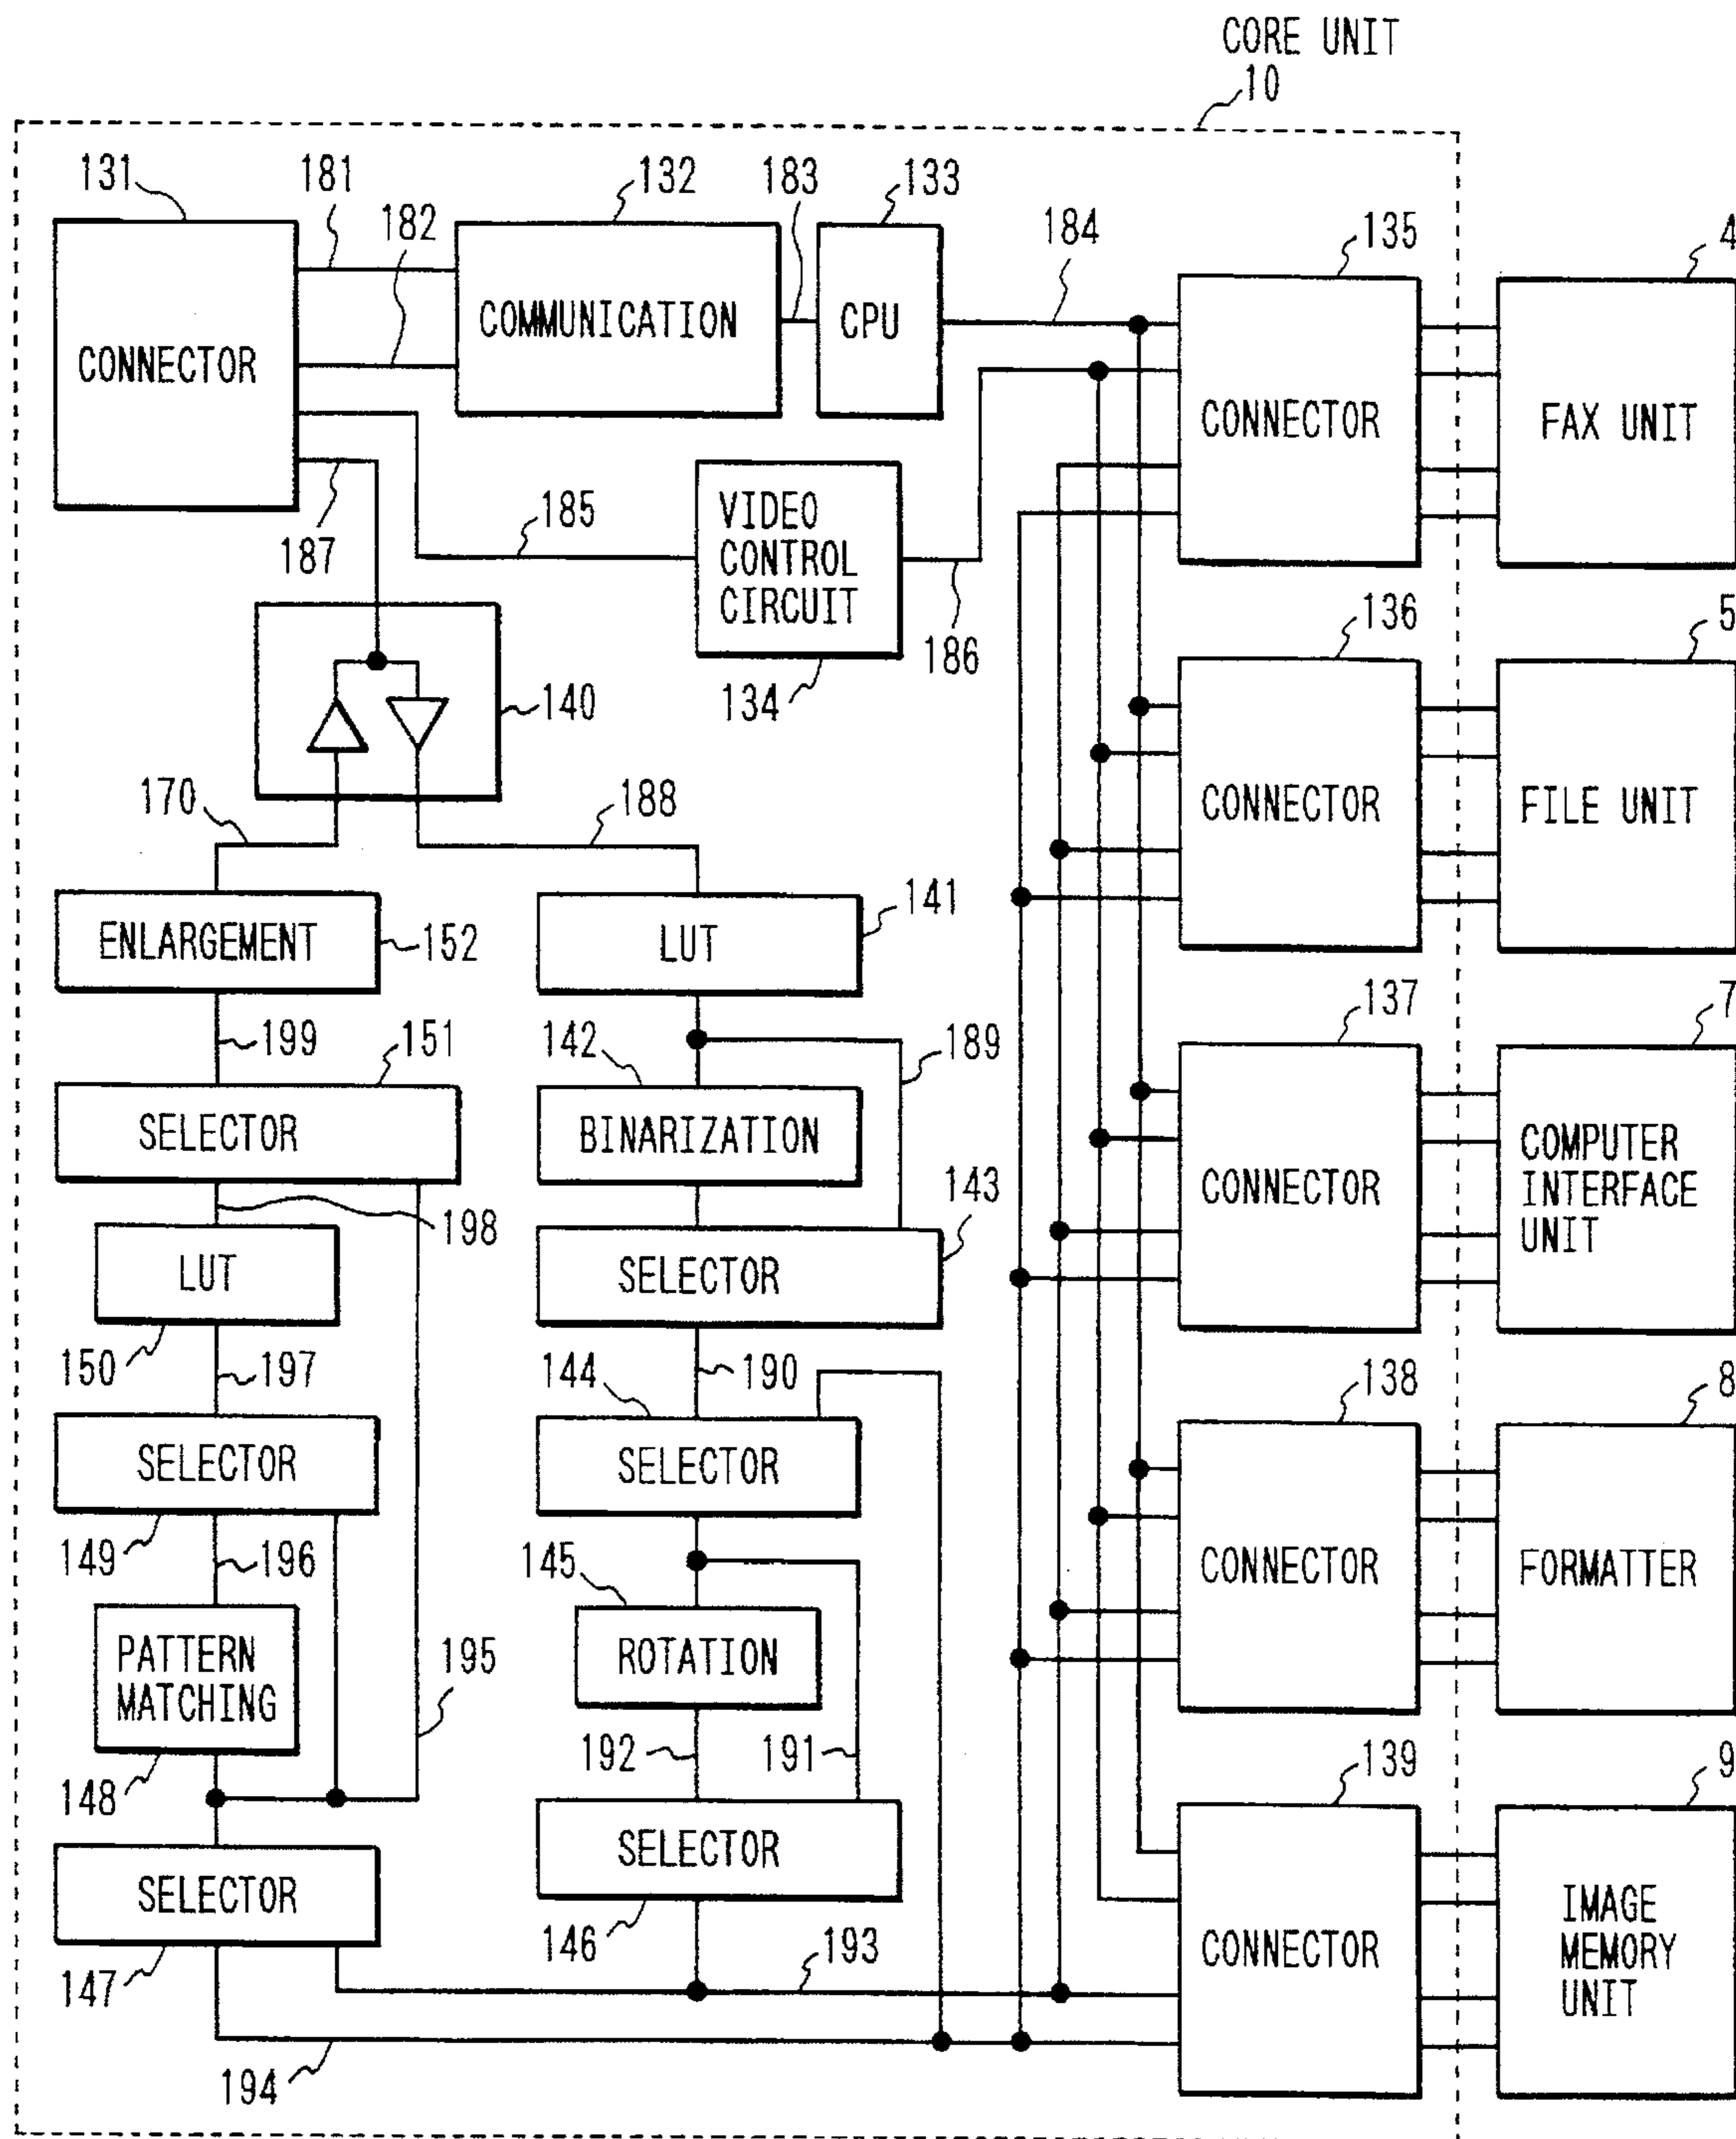 CORE UNIT
10
131
181
132
183
133
182
184
135
4
CONNECTOR
COMMUNICATION
CPU
CONNECTOR
FAX UNIT
187
185
VIDEO
CONTROL
CIRCUIT
186
134
140
136
5
CONNECTOR
FILE UNIT
170
188
ENLARGEMENT
152
LUT
141
199
151
142
189
137
7
SELECTOR
BINARIZATION
143
CONNECTOR
COMPUTER
INTERFACE
UNIT
198
LUT
SELECTOR
150
197
144
190
138
8
SELECTOR
SELECTOR
149
196
145
CONNECTOR
FORMATTER
PATTERN
MATCHING
195
ROTATION
148
192
191
139
9
SELECTOR
SELECTOR
147
146
193
CONNECTOR
IMAGE
MEMORY
UNIT
194